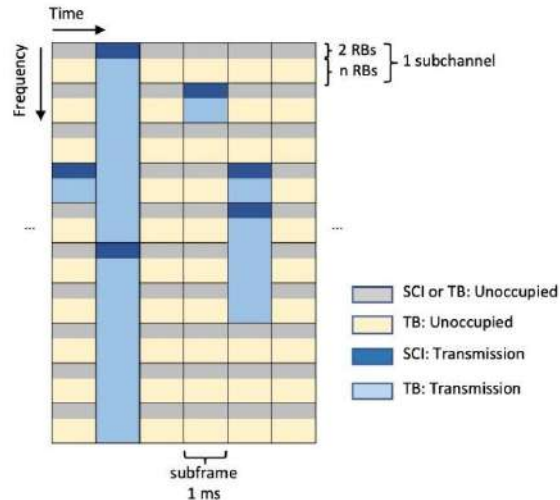 Time
Frequency
2 RBs
n RBs
1 subchannel
...
...
SCI or TB: Unoccupied
TB: Unoccupied
SCI: Transmission
TB: Transmission
subframe
1 ms